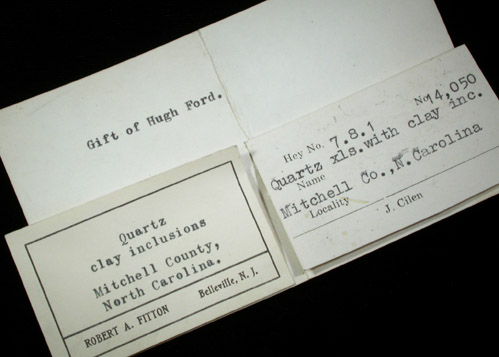 Gift of Hugh Ford.
Hey No. 7.8.1 No. 14,050
Quartz xls.with clay inc.
Name
Mitchell Co.,N.Carolina
Locality
J. Cilen
Quartz
clay inclusions
Mitchell County,
North Carolina.
ROBERT A. FITTON Belleville, N. J.